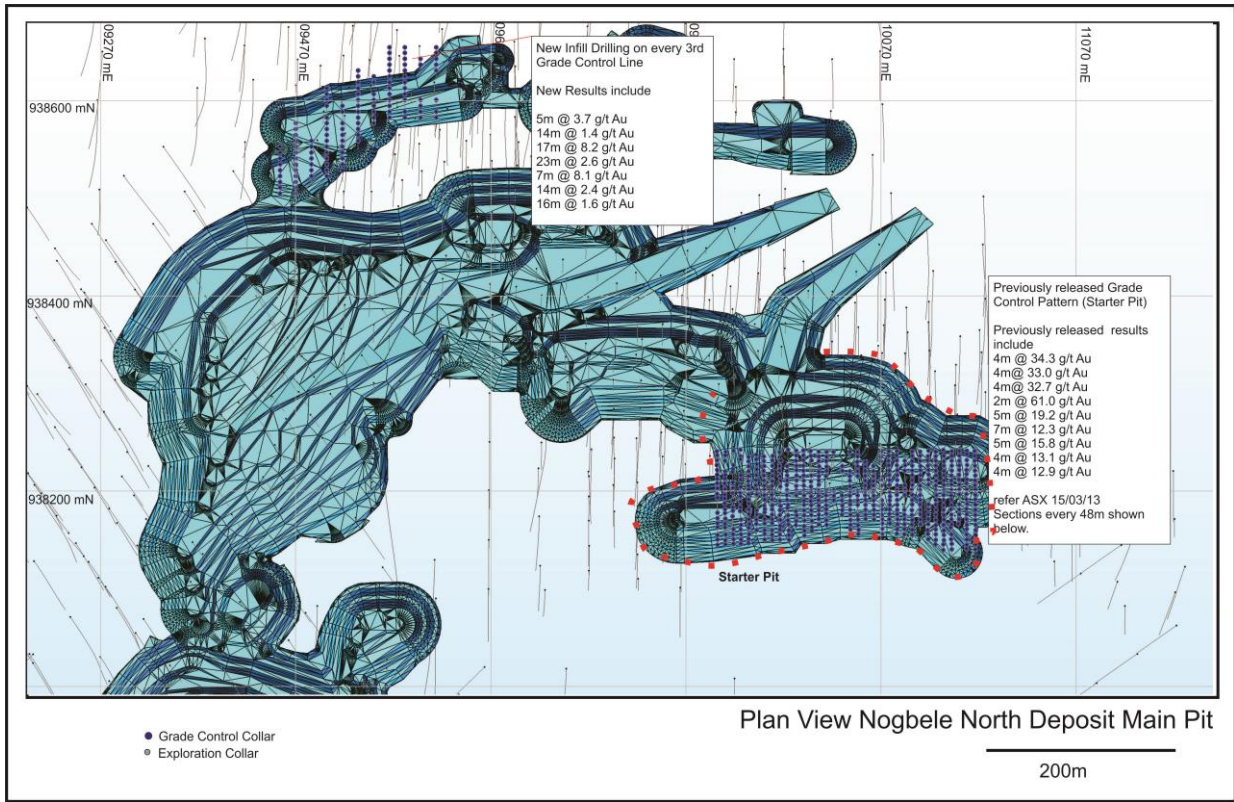 09270 mE
09470 mE
10070 mE
11070 mE
938600 mN
938400 mN
938200 mN
New Infill Drilling on every 3rd
Grade Control Line
New Results include
5m @ 3.7 g/t Au
14m @ 1.4 g/t Au
17m @ 8.2 g/t Au
23m @ 2.6 g/t Au
7m @ 8.1 g/t Au
14m @ 2.4 g/t Au
16m @ 1.6 g/t Au
Previously released Grade
Control Pattern (Starter Pit)
Previously released results
include
4m @ 34.3 g/t Au
4m@ 33.0 g/t Au
4m @ 32.7 g/t Au
2m @ 61.0 g/t Au
5m @ 19.2 g/t Au
7m @ 12.3 g/t Au
5m @ 15.8 g/t Au
4m @ 13.1 g/t Au
4m @ 12.9 g/t Au
refer ASX 15/03/13
Sections every 48m shown
below.
Starter Pit
Plan View Nogbele North Deposit Main Pit
Grade Control Collar
Exploration Collar
200m